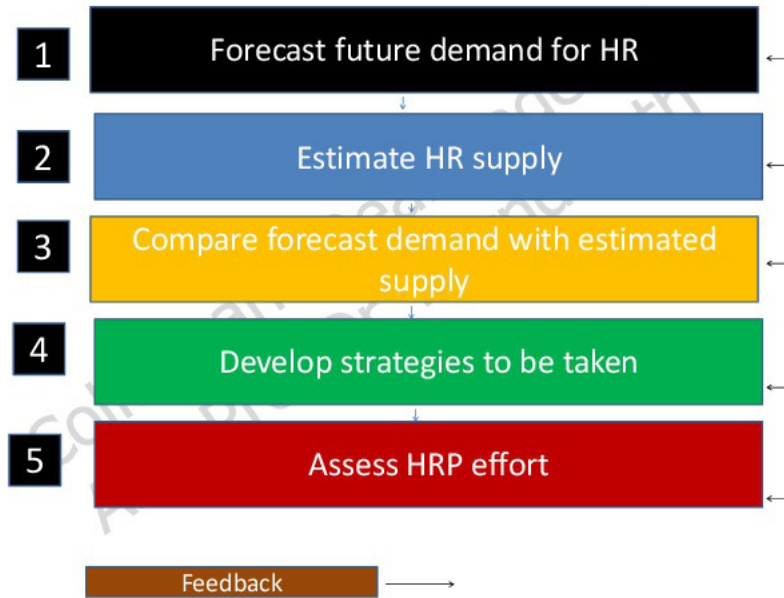 1
Forecast future demand for HR
2
Estimate HR supply
3
Compare forecast demand with estimated
supply
4
Develop strategies to be taken
5
Assess HRP effort
Feedback